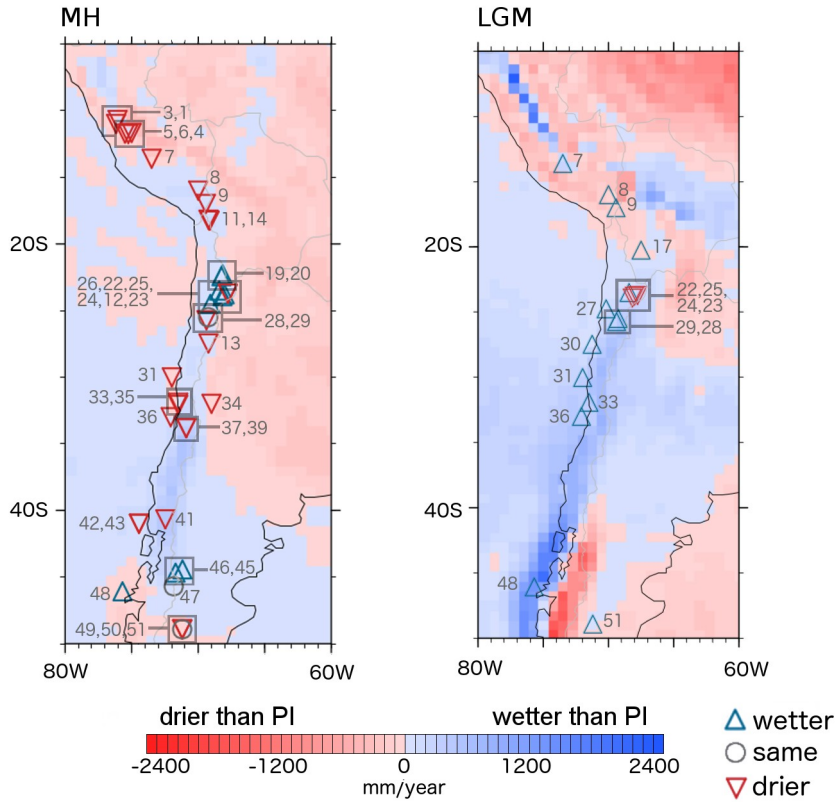 MH
LGM
3,1
5,6,4
7
8
9
11,14
20S
19,20
26,22,25,
24,12,23
28,29
13
31
33,35
34
36
37,39
40S
42,43
41
46,45
48
47
49,50,51
80W
60W
7
8
9
20S
17
22,25,
24,23
27
29,28
30
31
33
36
40S
48
51
80W
60W
drier than PI
wetter than PI
-2400
-1200
0
1200
2400
mm/year
wetter
same
drier